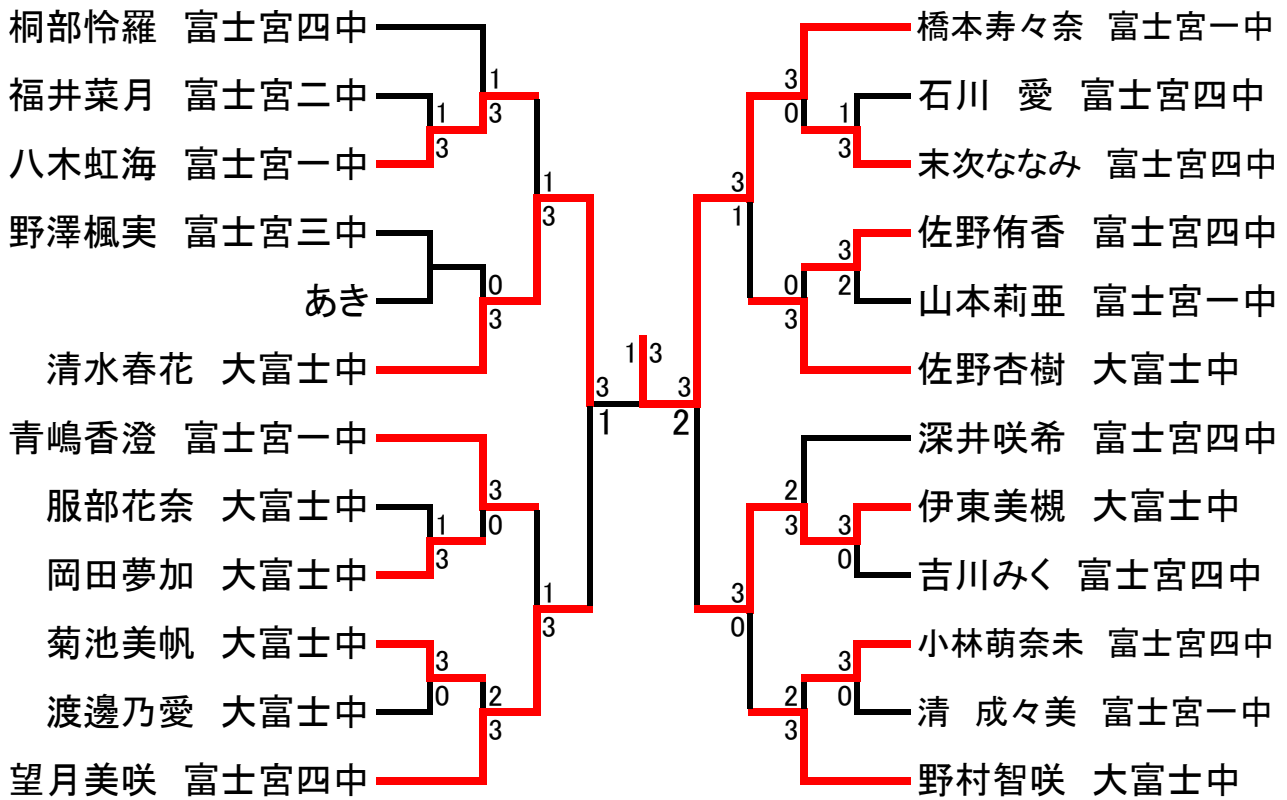 桐部怜羅　富士宮四中
福井菜月　富士宮二中
八木虹海　富士宮一中
野澤楓実　富士宮三中
あき
清水春花　大富士中
青嶋香澄　富士宮一中
服部花奈　大富士中
岡田夢加　大富士中
菊池美帆　大富士中
渡邊乃愛　大富士中
望月美咲　富士宮四中
1
3
1
3
1
3
0
3
3
0
1
3
1
3
3
0
2
3
3
1
1 3
3
2
3
0
1
3
3
1
3
2
0
3
2
3
3
0
3
0
3
0
2
3
橋本寿々奈　富士宮一中
石川　愛　富士宮四中
末次ななみ　富士宮四中
佐野侑香　富士宮四中
山本莉亜　富士宮一中
佐野杏樹　大富士中
深井咲希　富士宮四中
伊東美槻　大富士中
吉川みく　富士宮四中
小林萌奈未　富士宮四中
清　成々美　富士宮一中
野村智咲　大富士中